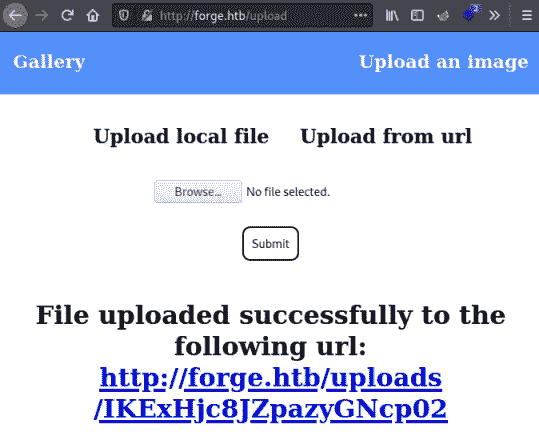 http://forge.htb/upload
Gallery Upload an image
Upload local file Upload from url
Browse... No file selected.
Submit
File uploaded successfully to the
following url:
http://forge.htb/uploads
/IKExHjc8JZpazyGNcp02